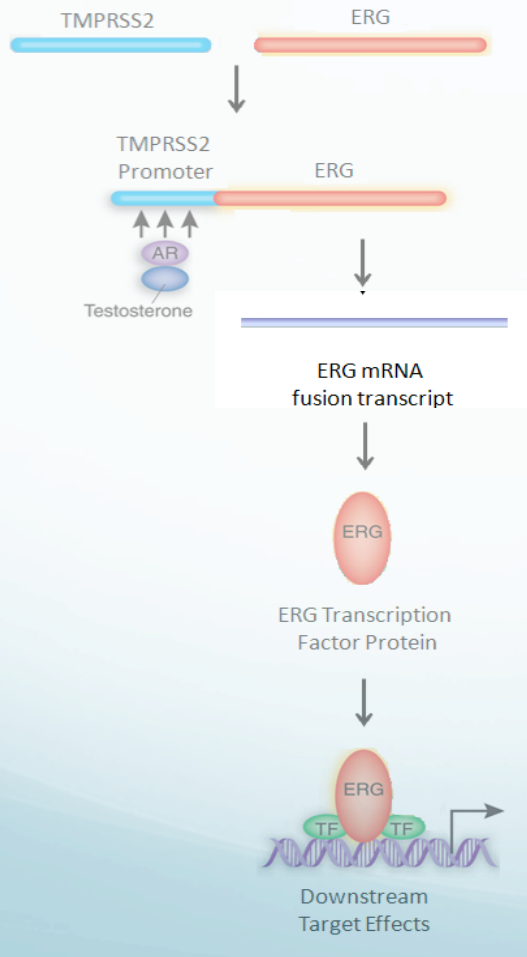 TMPRSS2
ERG
TMPRSS2
Promoter
ERG
AR
Testosterone
ERG mRNA
fusion transcript
ERG
ERG Transcription
Factor Protein
ERG
TF
TF
Downstream
Target Effects